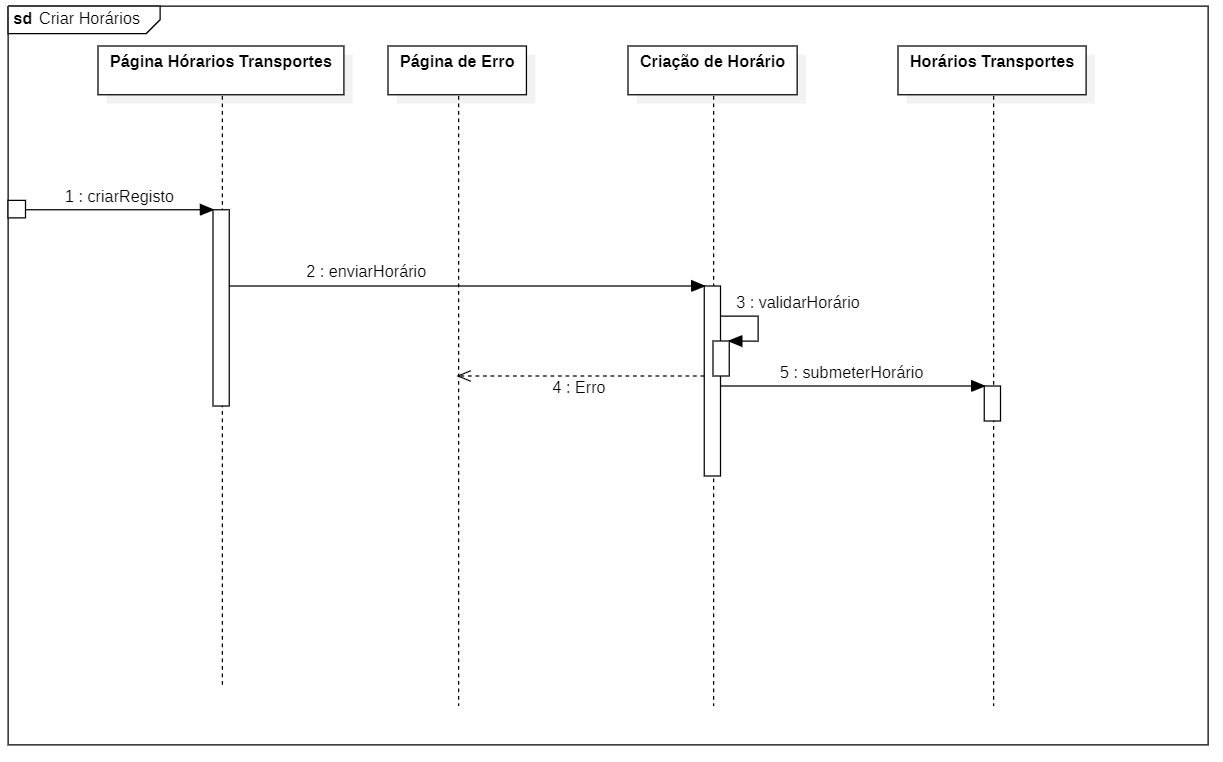 sd Criar Horários
Página Hórarios Transportes
Página de Erro
Criação de Horário
Horários Transportes
1 : criarRegisto
2 : enviarHorário
3 : validarHorário
4 : Erro
5 : submeterHorário